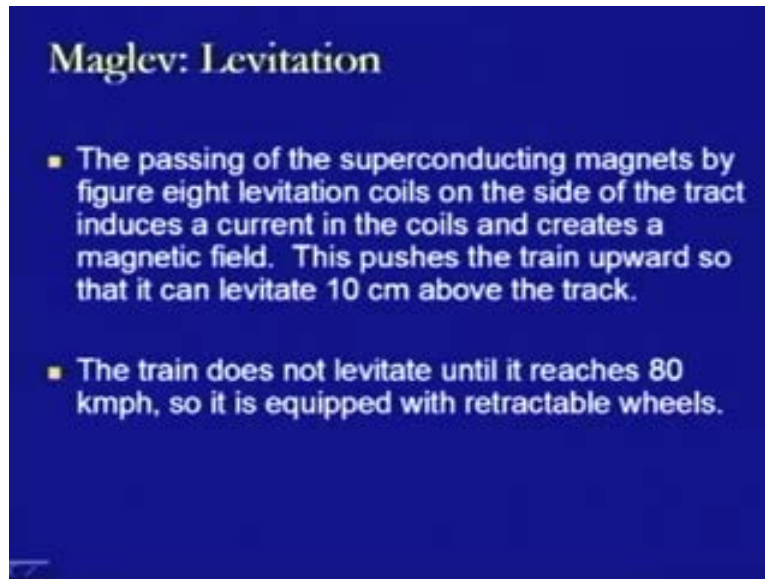 Maglev: Levitation
The passing of the superconducting magnets by
figure eight levitation coils on the side of the tract
induces a current in the coils and creates a
magnetic field. This pushes the train upward so
that it can levitate 10 cm above the track.
The train does not levitate until it reaches 80
kmph, so it is equipped with retractable wheels.